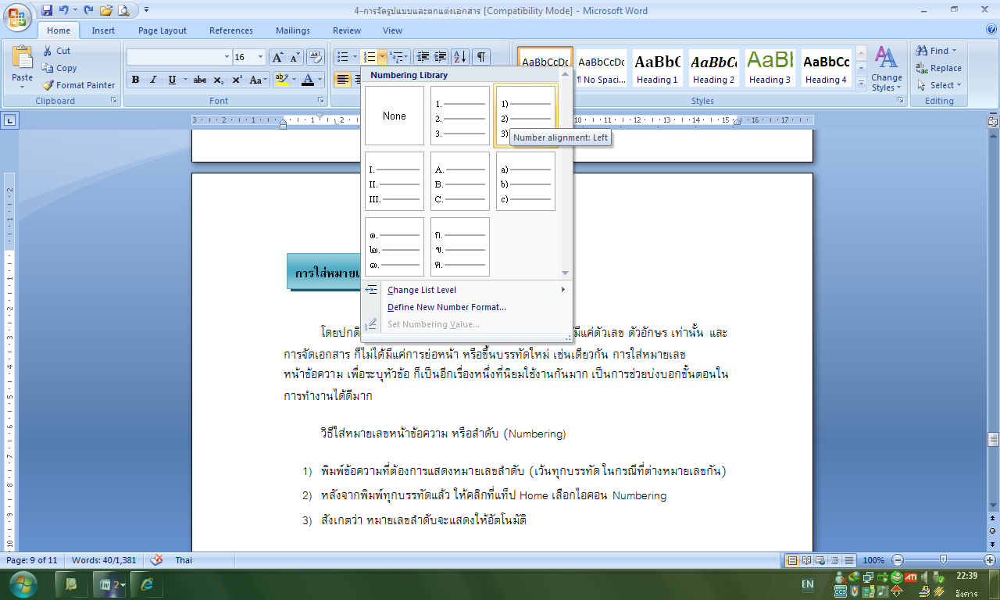 4-การจัดรูปแบบและตกแต่งเอกสาร [Compatibility Mode] - Microsoft Word
Home Insert Page Layout References Mailings Review View
Paste
Cut
Copy
Format Painter
Clipboard
16
B I U abe X₂ X² Aa
Font
AaBbCcDc AaBbCcDc AaBbC AaBbCc AaBb AaBbCc
¶ No Spaci... Heading 1 Heading 2 Heading 3 Heading 4
Change Styles
Styles
Find
Replace
Select
Editing
Numbering Library
None
1.
2.
3.
1)
2)
3)
Number alignment: Left
I.
II.
III.
A.
B.
C.
a)
b)
c)
๑.
๒.
๓.
ก.
ข.
ค.
Change List Level
Define New Number Format...
Set Numbering Value...
3 2 1 1 2 10 11 12 13 14 15 16 17
การใส่หมายเ
โดยปกติ มีแค่ตัวเลข ตัวอักษร เท่านั้น และ
การจัดเอกสาร ก็ไม่ได้มีแค่การย่อหน้า หรือขึ้นบรรทัดใหม่ เช่นเดียวกัน การใส่หมายเลข
หน้าข้อความ เพื่อระบุหัวข้อ ก็เป็นอีกเรื่องหนึ่งที่นิยมใช้งานกันมาก เป็นการช่วยบ่งบอกขั้นตอนใน
การทำงานได้ดีมาก
วิธีใส่หมายเลขหน้าข้อความ หรือลำดับ (Numbering)
1) พิมพ์ข้อความที่ต้องการแสดงหมายเลขลำดับ (เว้นทุกบรรทัด ในกรณีที่ต่างหมายเลขกัน)
2) หลังจากพิมพ์ทุกบรรทัดแล้ว ให้คลิกที่แท็ป Home เลือกไอคอน Numbering
3) สังเกตว่า หมายเลขลำดับจะแสดงให้อัตโนมัติ
Page: 9 of 11 Words: 40/1,381 Thai 100%
2 EN ATI CCC 22:39
อังคาร